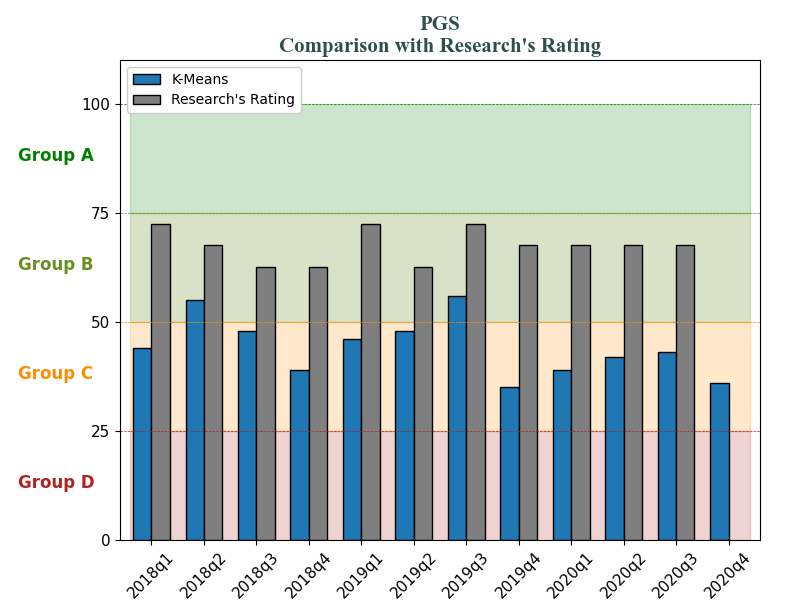 PGS
Comparison with Research's Rating
K-Means
Research's Rating
100
Group A
75
Group B
50
Group C
25
Group D
0
2018q1 2018q2 2018q3 2018q4 2019q1 2019q2 2019q3 2019q4 2020q1 2020q2 2020q3 2020q4